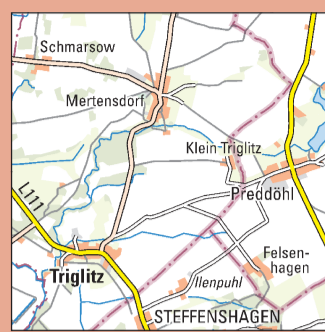 Schmarsow
Mertensdorf
Klein-Triglitz
L111
Preddöhl
Felsen-
hagen
Triglitz
Ilenpuhl
STEFFENSHAGEN